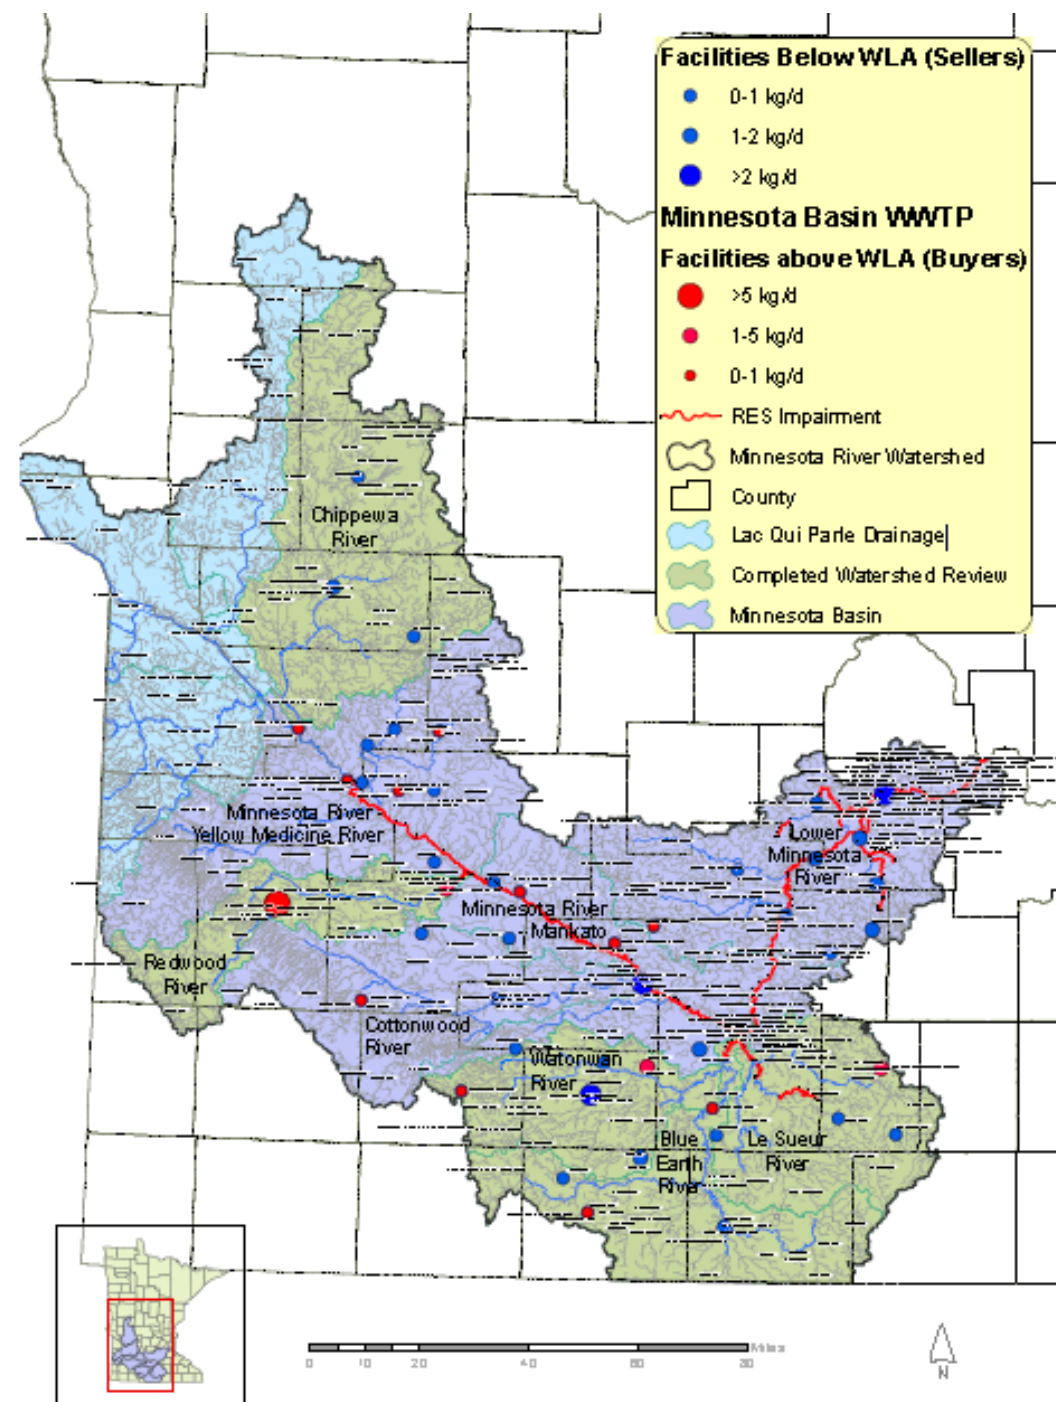 Facilities Below WLA (Sellers)
0-1 kg/d
1-2 kg/d
>2 kg/d
Minnesota Basin WWTP
Facilities above WLA (Buyers)
>5 kg/d
1-5 kg/d
0-1 kg/d
RES Impairment
Minnesota River Watershed
County
Lac Qui Parle Drainage
Completed Watershed Review
Minnesota Basin
Chippewa
River
Minnesota River
Yellow Medicine River
Lower
Minnesota
River
Minnesota River
Mankato
Redwood
River
Cottonwood
River
Watonwan
River
Blue
Earth
River
Le Sueur
River
Miles
0 10 20 40 60 80
N